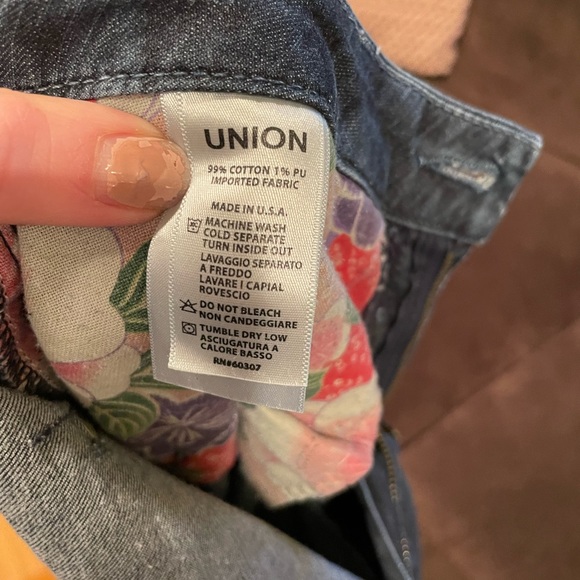 UNION
99% COTTON 1% PU
IMPORTED FABRIC
MADE IN U.S.A.
MACHINE WASH
COLD SEPARATE
TURN INSIDE OUT
LAVAGGIO SEPARATO
A FREDDO
LAVARE I CAPIAL
ROVESCIO
DO NOT BLEACH
NON CANDEGGIARE
TUMBLE DRY LOW
ASCIUGATURA A
CALORE BASSO
RN#60307